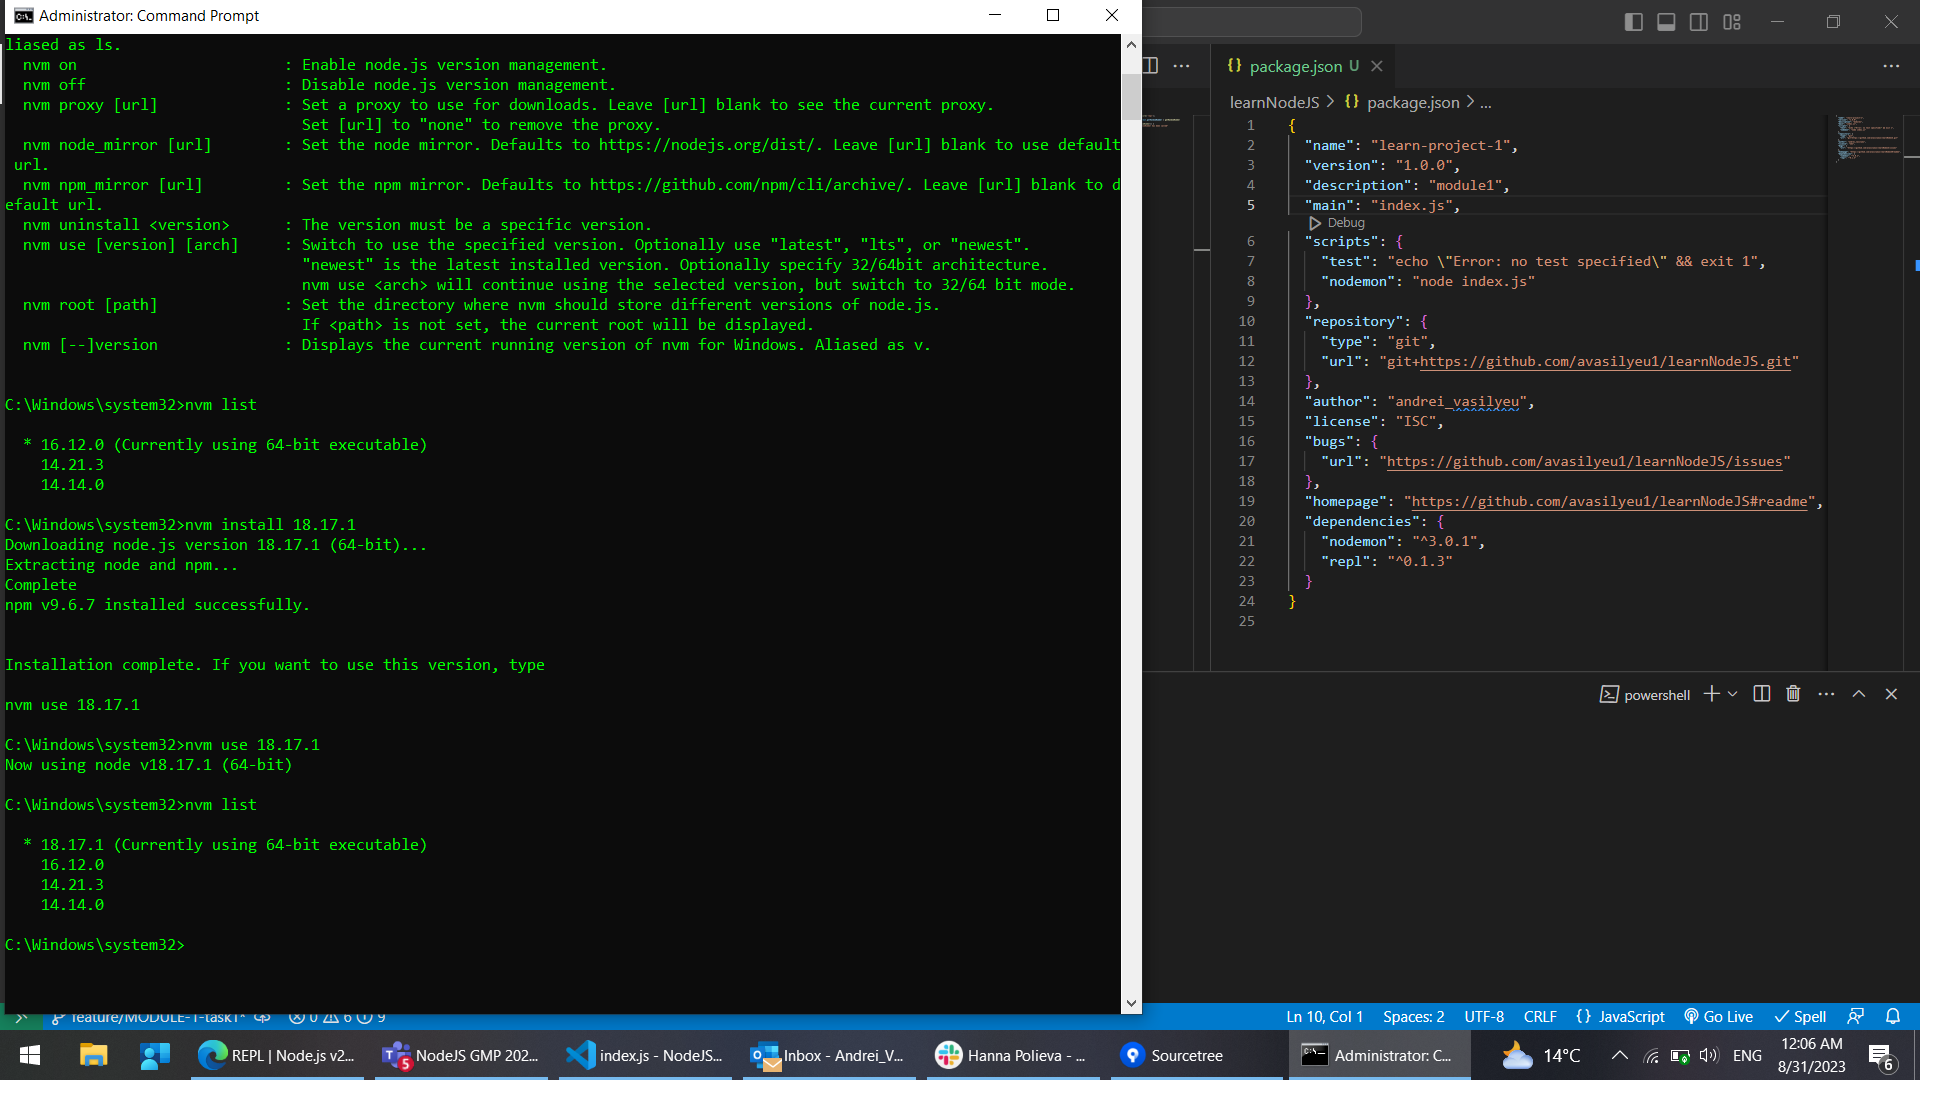 Administrator: Command Prompt
liased as ls.
nvm on : Enable node.js version management.
nvm off : Disable node.js version management.
nvm proxy [url] : Set a proxy to use for downloads. Leave [url] blank to see the current proxy.
Set [url] to "none" to remove the proxy.
nvm node_mirror [url] : Set the node mirror. Defaults to https://nodejs.org/dist/. Leave [url] blank to use default
url.
nvm npm_mirror [url] : Set the npm mirror. Defaults to https://github.com/npm/cli/archive/. Leave [url] blank to d
efault url.
nvm uninstall <version> : The version must be a specific version.
nvm use [version] [arch] : Switch to use the specified version. Optionally use "latest", "lts", or "newest".
"newest" is the latest installed version. Optionally specify 32/64bit architecture.
nvm use <arch> will continue using the selected version, but switch to 32/64 bit mode.
nvm root [path] : Set the directory where nvm should store different versions of node.js.
If <path> is not set, the current root will be displayed.
nvm [--]version : Displays the current running version of nvm for Windows. Aliased as v.
C:\Windows\system32>nvm list
* 16.12.0 (Currently using 64-bit executable)
14.21.3
14.14.0
C:\Windows\system32>nvm install 18.17.1
Downloading node.js version 18.17.1 (64-bit)...
Extracting node and npm...
Complete
npm v9.6.7 installed successfully.
Installation complete. If you want to use this version, type
nvm use 18.17.1
C:\Windows\system32>nvm use 18.17.1
Now using node v18.17.1 (64-bit)
C:\Windows\system32>nvm list
* 18.17.1 (Currently using 64-bit executable)
16.12.0
14.21.3
14.14.0
C:\Windows\system32>
{} package.json U
learnNodeJS > {} package.json > ...
1 {
2 "name": "learn-project-1",
3 "version": "1.0.0",
4 "description": "module1",
5 "main": "index.js",
Debug
6 "scripts": {
7 "test": "echo \"Error: no test specified\" && exit 1",
8 "nodemon": "node index.js"
9 },
10 "repository": {
11 "type": "git",
12 "url": "git+https://github.com/avasilyeu1/learnNodeJS.git"
13 },
14 "author": "andrei_vasilyeu",
15 "license": "ISC",
16 "bugs": {
17 "url": "https://github.com/avasilyeu1/learnNodeJS/issues"
18 },
19 "homepage": "https://github.com/avasilyeu1/learnNodeJS#readme",
20 "dependencies": {
21 "nodemon": "^3.0.1",
22 "repl": "^0.1.3"
23 }
24 }
25
powershell
feature/MODULE-1-task1* 0 6 9
Ln 10, Col 1 Spaces: 2 UTF-8 CRLF {} JavaScript Go Live Spell
REPL | Node.js v2... NodeJS GMP 202... index.js - NodeJS... Inbox - Andrei_V... Hanna Polieva - ... Sourcetree Administrator: C... 14°C ENG 12:06 AM
8/31/2023
5
6